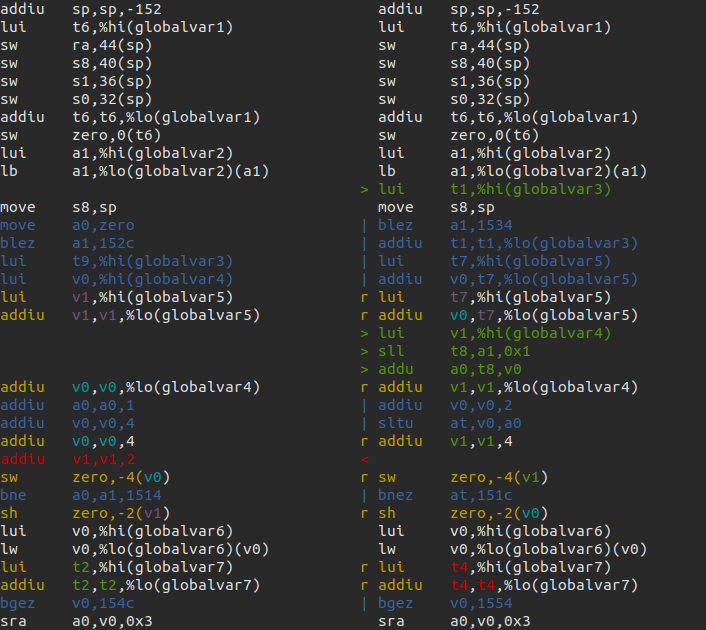 addiu sp,sp,-152 addiu sp,sp,-152
lui t6,%hi(globalvar1) lui t6,%hi(globalvar1)
sw ra,44(sp) sw ra,44(sp)
sw s8,40(sp) sw s8,40(sp)
sw s1,36(sp) sw s1,36(sp)
sw s0,32(sp) sw s0,32(sp)
addiu t6,t6,%lo(globalvar1) addiu t6,t6,%lo(globalvar1)
sw zero,0(t6) sw zero,0(t6)
lui a1,%hi(globalvar2) lui a1,%hi(globalvar2)
lb a1,%lo(globalvar2)(a1) lb a1,%lo(globalvar2)(a1)
> lui t1,%hi(globalvar3)
move s8,sp move s8,sp
move a0,zero | blez a1,1534
blez a1,152c | addiu t1,t1,%lo(globalvar3)
lui t9,%hi(globalvar3) | lui t7,%hi(globalvar5)
lui v0,%hi(globalvar4) | addiu v0,t7,%lo(globalvar5)
lui v1,%hi(globalvar5) r lui t7,%hi(globalvar5)
addiu v1,v1,%lo(globalvar5) r addiu v0,t7,%lo(globalvar5)
> lui v1,%hi(globalvar4)
> sll t8,a1,0x1
> addu a0,t8,v0
addiu v0,v0,%lo(globalvar4) r addiu v1,v1,%lo(globalvar4)
addiu a0,a0,1 | addiu v0,v0,2
addiu v0,v0,4 | sltu at,v0,a0
addiu v0,v0,4 r addiu v1,v1,4
addiu v1,v1,2 <
sw zero,-4(v0) r sw zero,-4(v1)
bne a0,a1,1514 | bnez at,151c
sh zero,-2(v1) r sh zero,-2(v0)
lui v0,%hi(globalvar6) lui v0,%hi(globalvar6)
lw v0,%lo(globalvar6)(v0) lw v0,%lo(globalvar6)(v0)
lui t2,%hi(globalvar7) r lui t4,%hi(globalvar7)
addiu t2,t2,%lo(globalvar7) r addiu t4,t4,%lo(globalvar7)
bgez v0,154c | bgez v0,1554
sra a0,v0,0x3 sra a0,v0,0x3